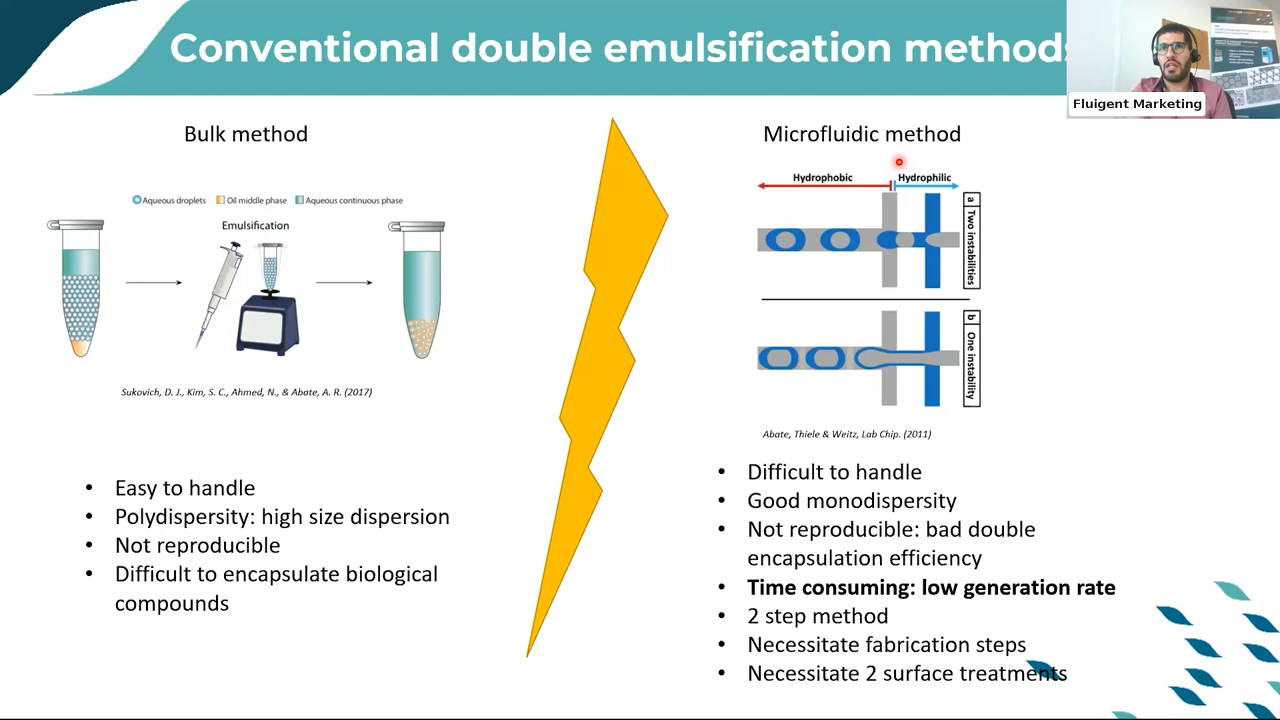 Conventional double emulsification methods
Fluigent Marketing
Bulk method
Aqueous droplets
Oil middle phase
Aqueous continuous phase
Emulsification
Sukovich, D. J., Kim, S. C., Ahmed, N., & Abate, A. R. (2017)
• Easy to handle
• Polydispersity: high size dispersion
• Not reproducible
• Difficult to encapsulate biological
compounds
Microfluidic method
Hydrophobic
Hydrophilic
a
Two instabilities
b
One instability
Abate, Thiele & Weitz, Lab Chip. (2011)
• Difficult to handle
• Good monodispersity
• Not reproducible: bad double
encapsulation efficiency
• Time consuming: low generation rate
• 2 step method
• Necessitate fabrication steps
• Necessitate 2 surface treatments